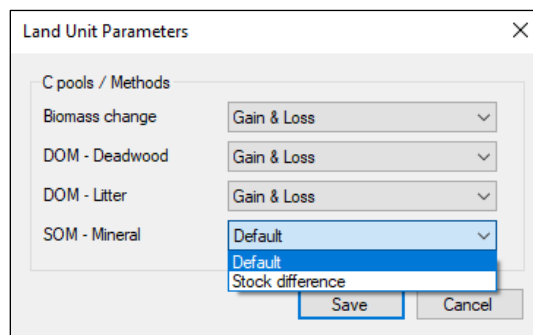 Land Unit Parameters
C pools / Methods
Biomass change Gain & Loss
DOM - Deadwood Gain & Loss
DOM - Litter Gain & Loss
SOM - Mineral Default
Default
Stock difference
Save Cancel